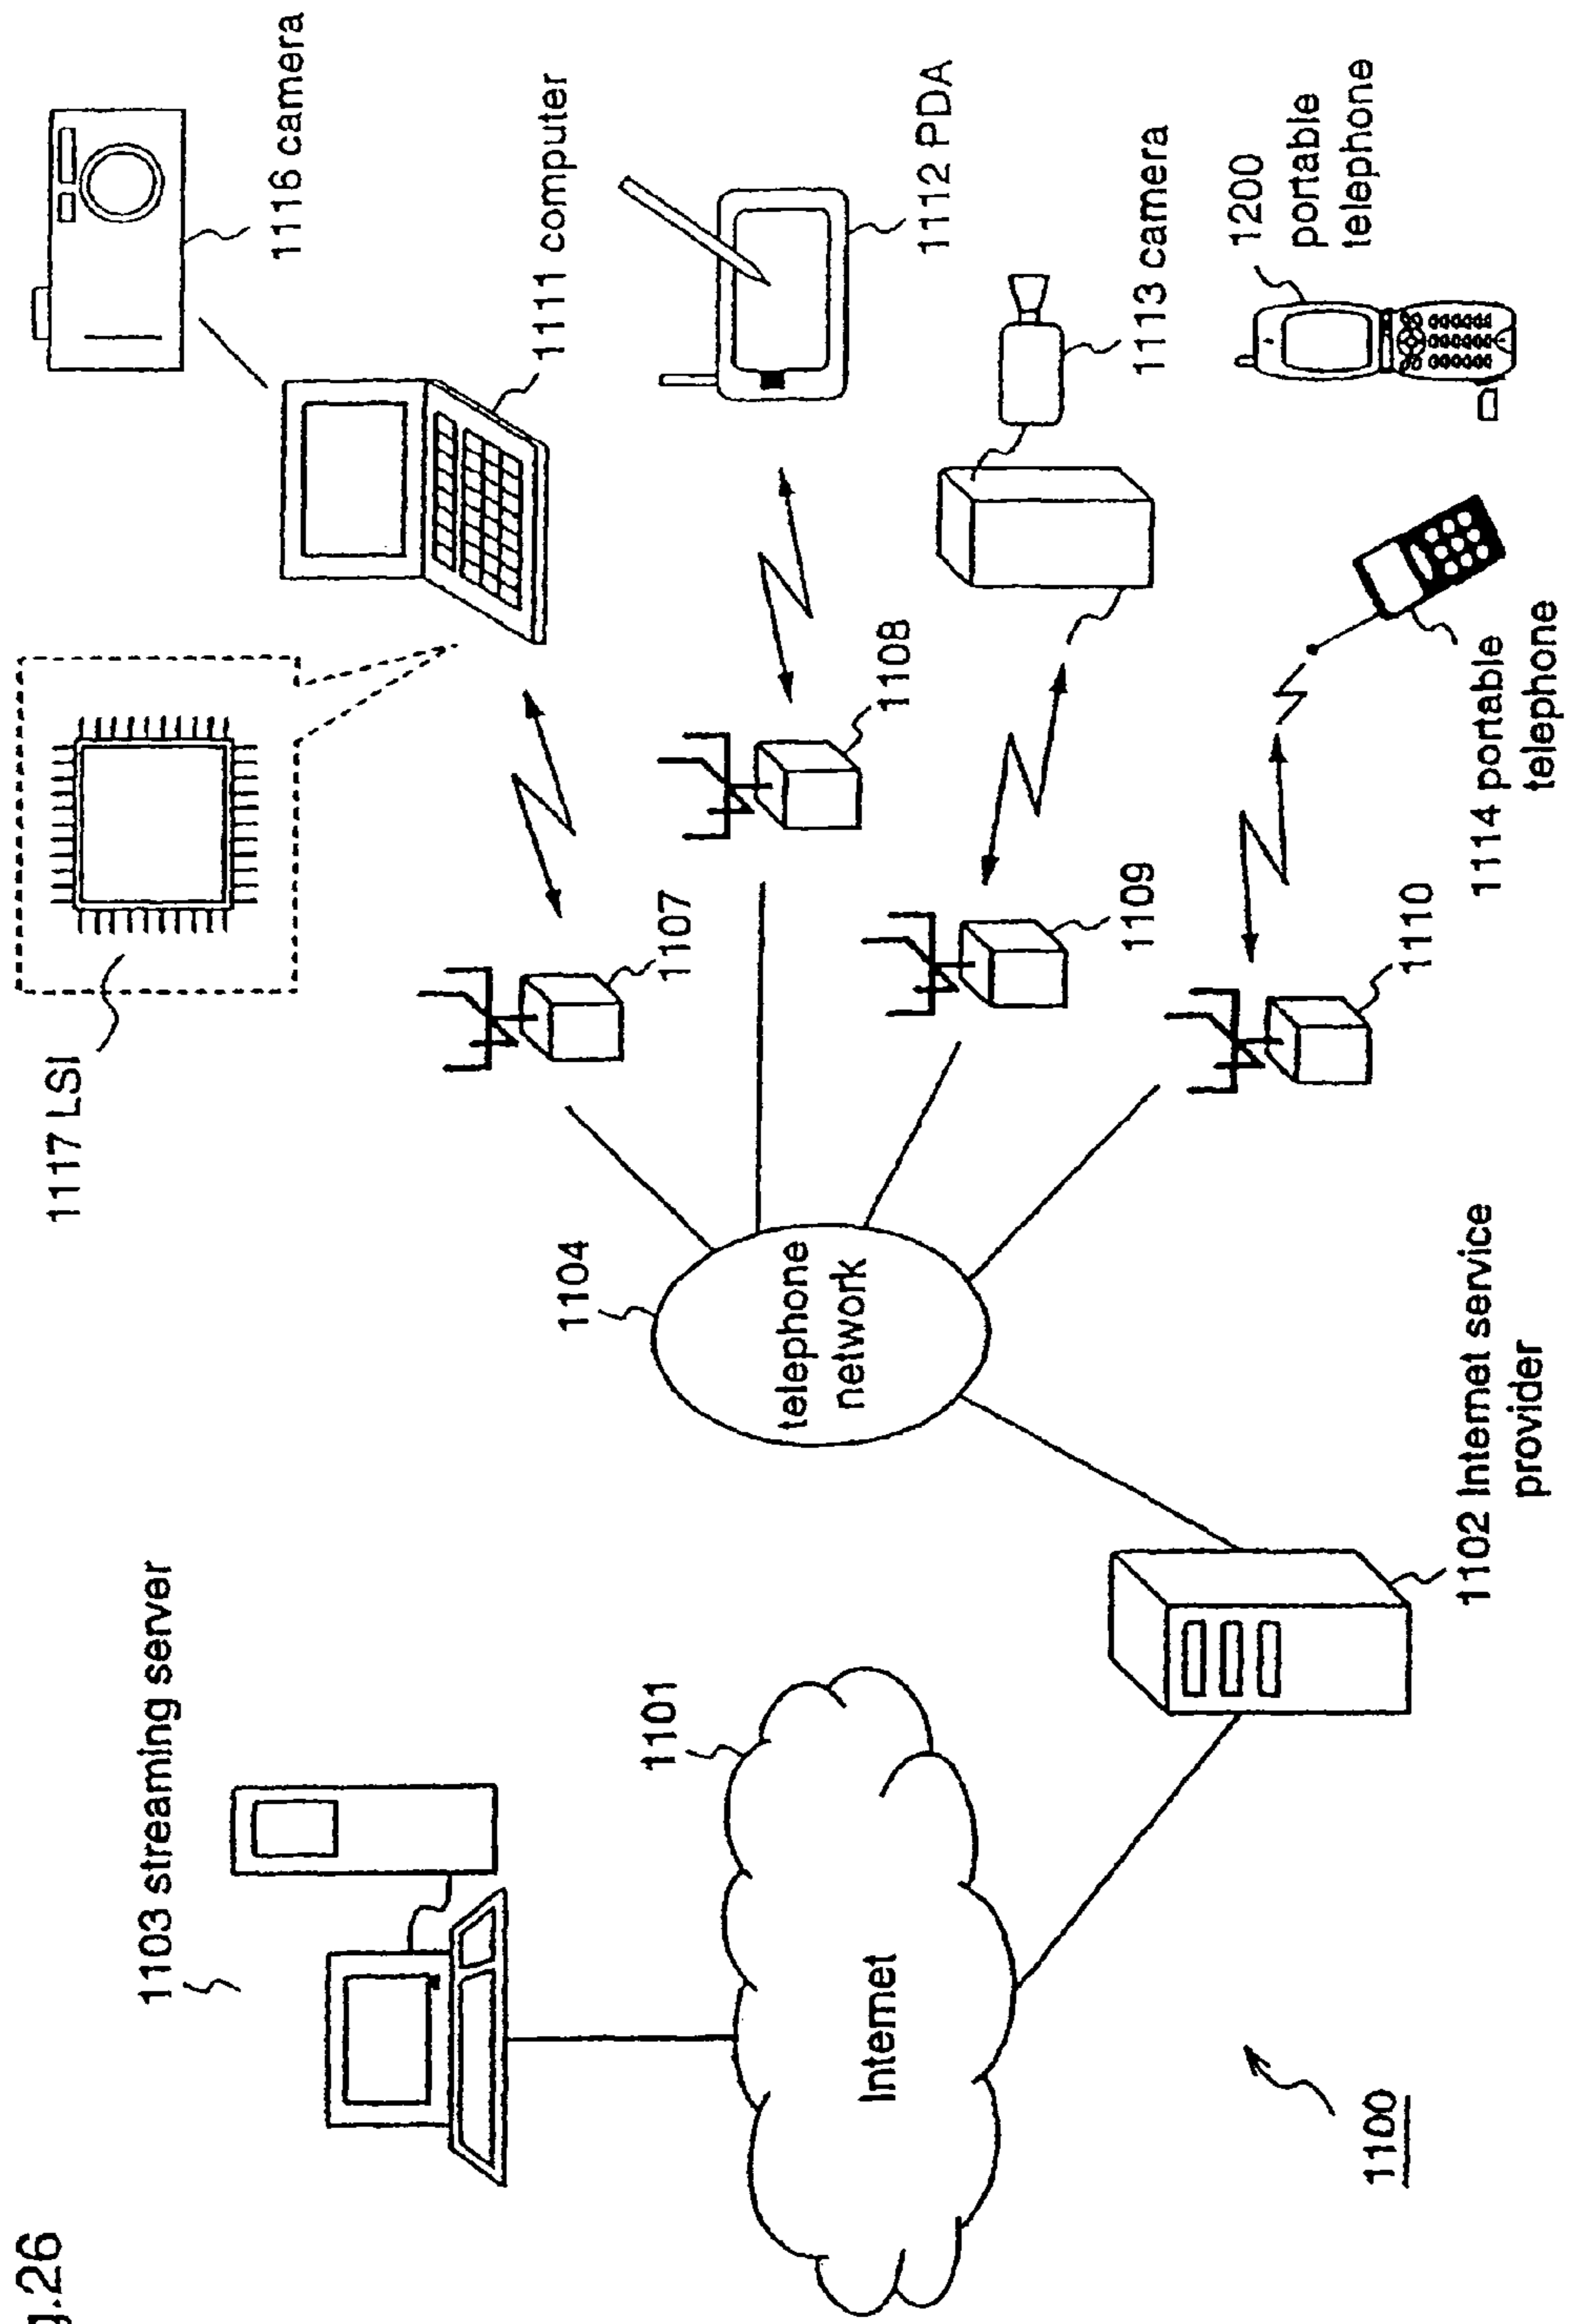 g.26
1103 streaming server
1117 LSI
1116 camera
1111 computer
1101
Internet
1104
telephone
network
1107
1108
1112 PDA
1109
1113 camera
1110
1200
portable
telephone
1114 portable
telephone
1102 Internet service
provider
1100